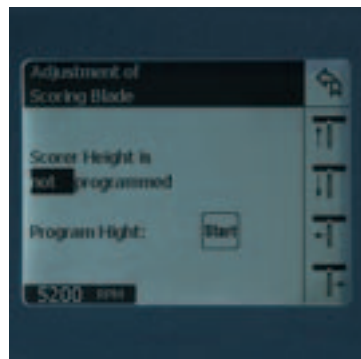 Adjustment of
Scoring Blade
Scorer Height is
not programmed
Program Hight: Start
5200 RPM